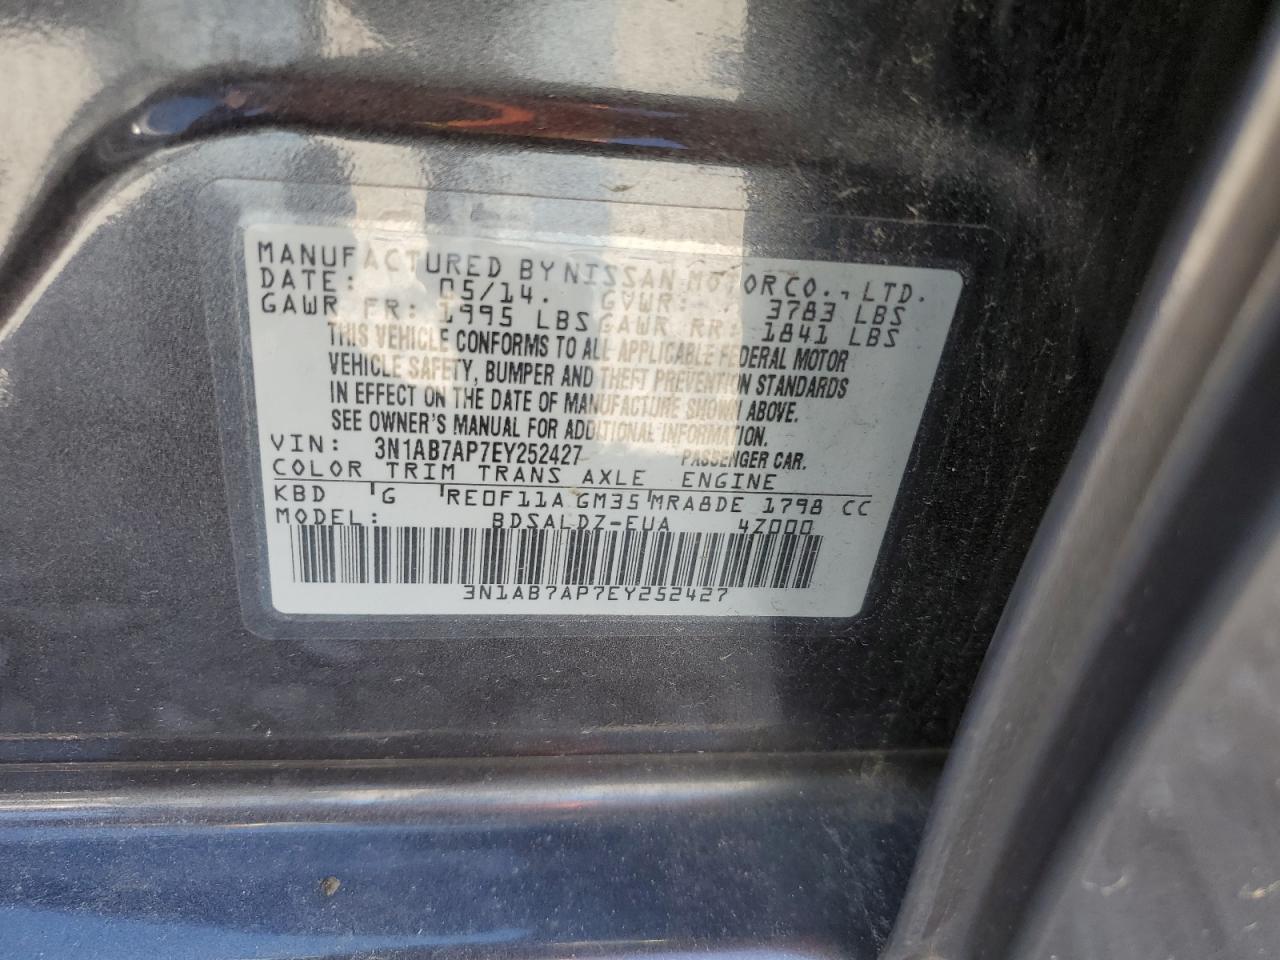 MANUFACTURED BY NISSAN MOTOR CO., LTD.
DATE: 05/14. GVWR: 3783 LBS
GAWR FR: 1995 LBS GAWR RR: 1841 LBS
THIS VEHICLE CONFORMS TO ALL APPLICABLE FEDERAL MOTOR
VEHICLE SAFETY, BUMPER AND THEFT PREVENTION STANDARDS
IN EFFECT ON THE DATE OF MANUFACTURE SHOWN ABOVE.
SEE OWNER'S MANUAL FOR ADDITIONAL INFORMATION.
VIN: 3N1AB7AP7EY252427 PASSENGER CAR.
COLOR TRIM TRANS AXLE ENGINE
KBD G RE0F11A GM35 MRA8DE 1798 CC
MODEL: BDSALDZ-EUA 4Z000
3N1AB7AP7EY252427